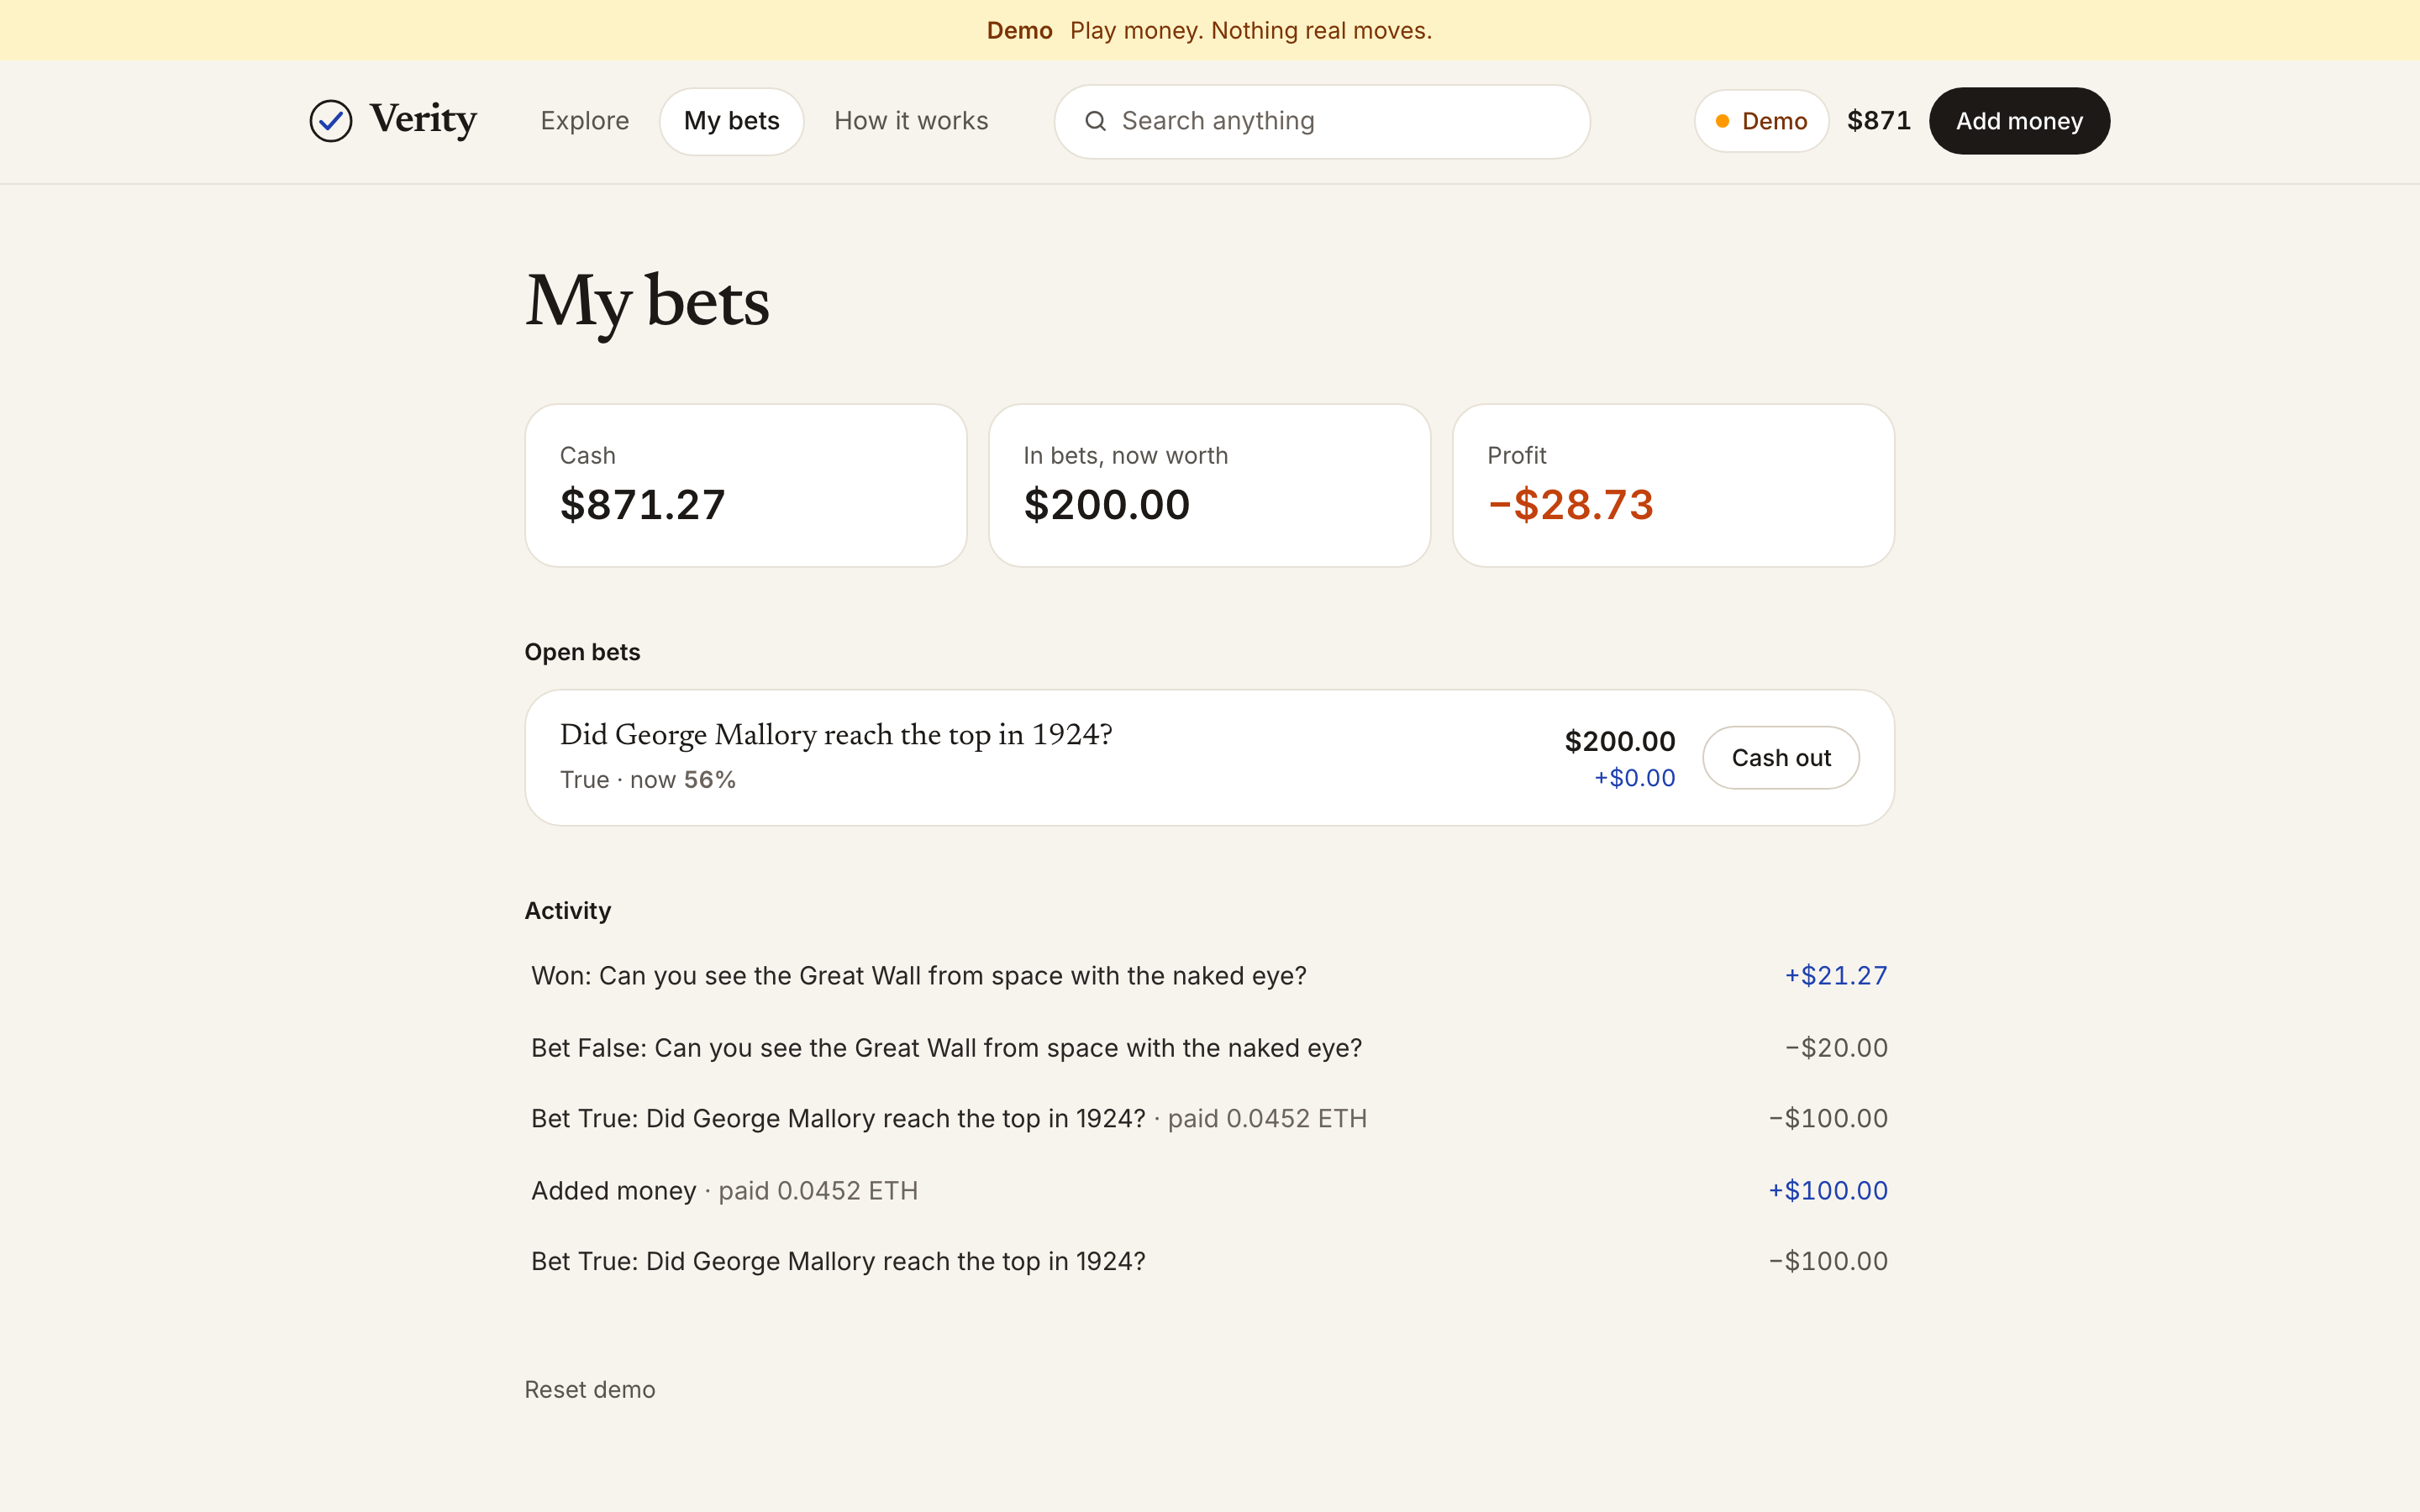 Demo Play money. Nothing real moves.
Verity Explore My bets How it works Search anything Demo $871 Add money
My bets
Cash
$871.27
In bets, now worth
$200.00
Profit
−$28.73
Open bets
Did George Mallory reach the top in 1924?
True · now 56%
$200.00
+$0.00
Cash out
Activity
Won: Can you see the Great Wall from space with the naked eye? +$21.27
Bet False: Can you see the Great Wall from space with the naked eye? −$20.00
Bet True: Did George Mallory reach the top in 1924? · paid 0.0452 ETH −$100.00
Added money · paid 0.0452 ETH +$100.00
Bet True: Did George Mallory reach the top in 1924? −$100.00
Reset demo